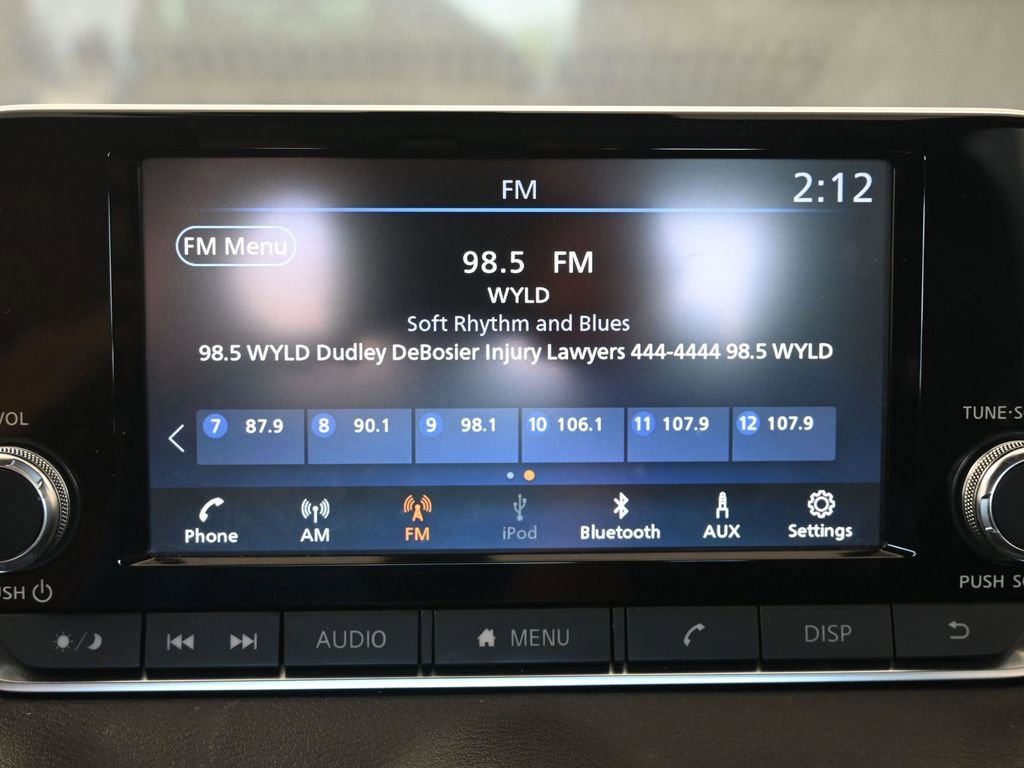 FM
2:12
FM Menu
98.5 FM
WYLD
Soft Rhythm and Blues
98.5 WYLD Dudley DeBosier Injury Lawyers 444-4444 98.5 WYLD
7 87.9 8 90.1 9 98.1 10 106.1 11 107.9 12 107.9
Phone AM FM iPod Bluetooth AUX Settings
VOL
TUNE·S
PUSH
PUSH SC
AUDIO MENU DISP